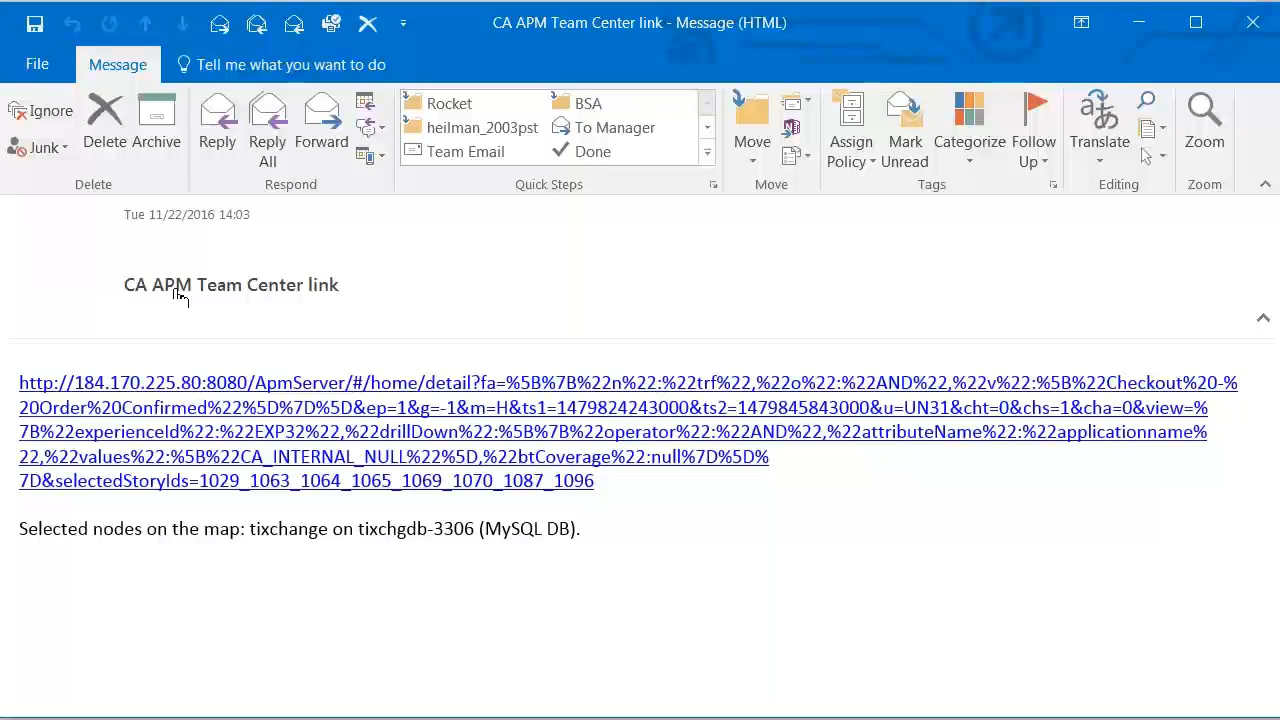 CA APM Team Center link - Message (HTML)
File Message Tell me what you want to do
Ignore
Junk
Delete Archive
Delete
Reply Reply All Forward
Respond
Rocket BSA
heilman_2003pst To Manager
Team Email Done
Quick Steps
Move
Move
Assign Policy Mark Unread Categorize Follow Up
Tags
Translate
Editing
Zoom
Zoom
Tue 11/22/2016 14:03
CA APM Team Center link
http://184.170.225.80:8080/ApmServer/#/home/detail?fa=%5B%7B%22n%22:%22trf%22,%22o%22:%22AND%22,%22v%22:%5B%22Checkout%20-%
20Order%20Confirmed%22%5D%7D%5D&ep=1&g=-1&m=H&ts1=1479824243000&ts2=1479845843000&u=UN31&cht=0&chs=1&cha=0&view=%
7B%22experienceId%22:%22EXP32%22,%22drillDown%22:%5B%7B%22operator%22:%22AND%22,%22attributeName%22:%22applicationname%
22,%22values%22:%5B%22CA_INTERNAL_NULL%22%5D,%22btCoverage%22:null%7D%5D%
7D&selectedStoryIds=1029_1063_1064_1065_1069_1070_1087_1096
Selected nodes on the map: tixchange on tixchgdb-3306 (MySQL DB).